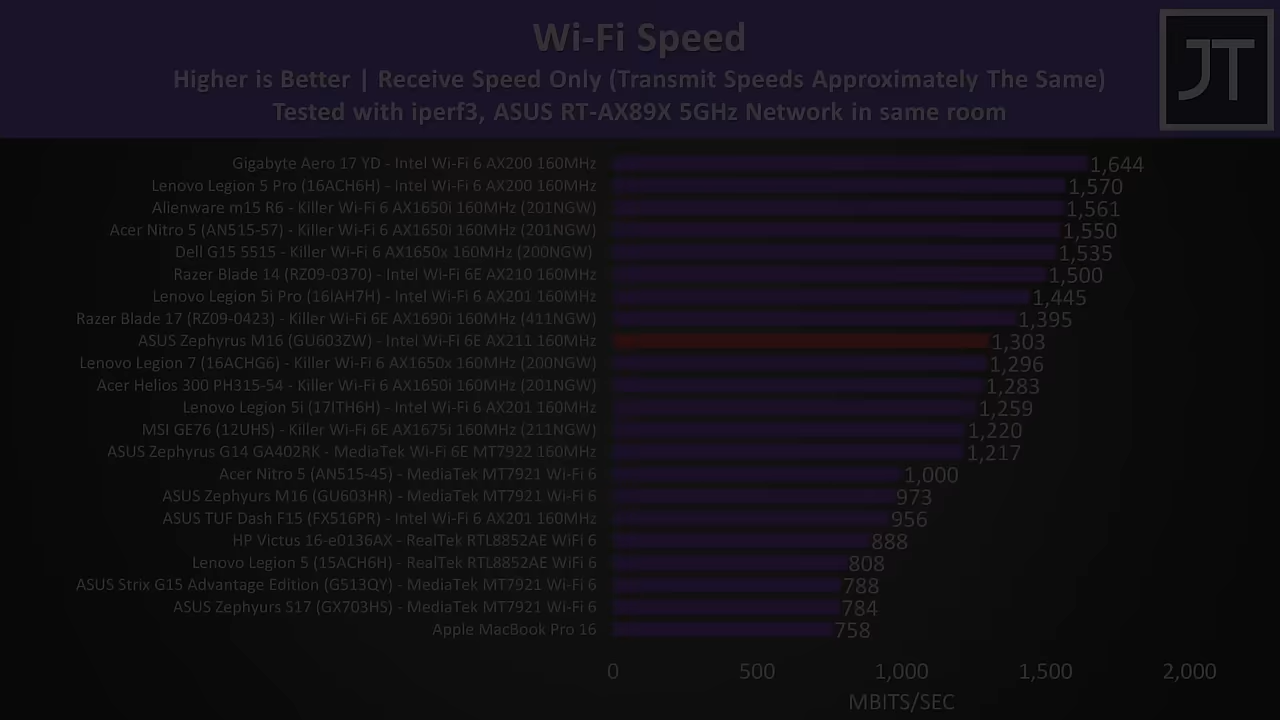 Wi-Fi Speed
JT
Higher is Better | Receive Speed Only (Transmit Speeds Approximately The Same)
Tested with iperf3, ASUS RT-AX89X 5GHz Network in same room
Gigabyte Aero 17 YD - Intel Wi-Fi 6 AX200 160MHz 1,644
Lenovo Legion 5 Pro (16ACH6H) - Intel Wi-Fi 6 AX200 160MHz 1,570
Alienware m15 R6 - Killer Wi-Fi 6 AX1650i 160MHz (201NGW) 1,561
Acer Nitro 5 (AN515-57) - Killer Wi-Fi 6 AX1650i 160MHz (201NGW) 1,550
Dell G15 5515 - Killer Wi-Fi 6 AX1650x 160MHz (200NGW) 1,535
Razer Blade 14 (RZ09-0370) - Intel Wi-Fi 6E AX210 160MHz 1,500
Lenovo Legion 5i Pro (16IAH7H) - Intel Wi-Fi 6 AX201 160MHz 1,445
Razer Blade 17 (RZ09-0423) - Killer Wi-Fi 6E AX1690i 160MHz (411NGW) 1,395
ASUS Zephyrus M16 (GU603ZW) - Intel Wi-Fi 6E AX211 160MHz 1,303
Lenovo Legion 7 (16ACHG6) - Killer Wi-Fi 6 AX1650x 160MHz (200NGW) 1,296
Acer Helios 300 PH315-54 - Killer Wi-Fi 6 AX1650i 160MHz (201NGW) 1,283
Lenovo Legion 5i (17ITH6H) - Intel Wi-Fi 6 AX201 160MHz 1,259
MSI GE76 (12UHS) - Killer Wi-Fi 6E AX1675i 160MHz (211NGW) 1,220
ASUS Zephyrus G14 GA402RK - MediaTek Wi-Fi 6E MT7922 160MHz 1,217
Acer Nitro 5 (AN515-45) - MediaTek MT7921 Wi-Fi 6 1,000
ASUS Zephyurs M16 (GU603HR) - MediaTek MT7921 Wi-Fi 6 973
ASUS TUF Dash F15 (FX516PR) - Intel Wi-Fi 6 AX201 160MHz 956
HP Victus 16-e0136AX - RealTek RTL8852AE WiFi 6 888
Lenovo Legion 5 (15ACH6H) - RealTek RTL8852AE WiFi 6 808
ASUS Strix G15 Advantage Edition (G513QY) - MediaTek MT7921 Wi-Fi 6 788
ASUS Zephyurs S17 (GX703HS) - MediaTek MT7921 Wi-Fi 6 784
Apple MacBook Pro 16 758
0 500 1,000 1,500 2,000
MBITS/SEC